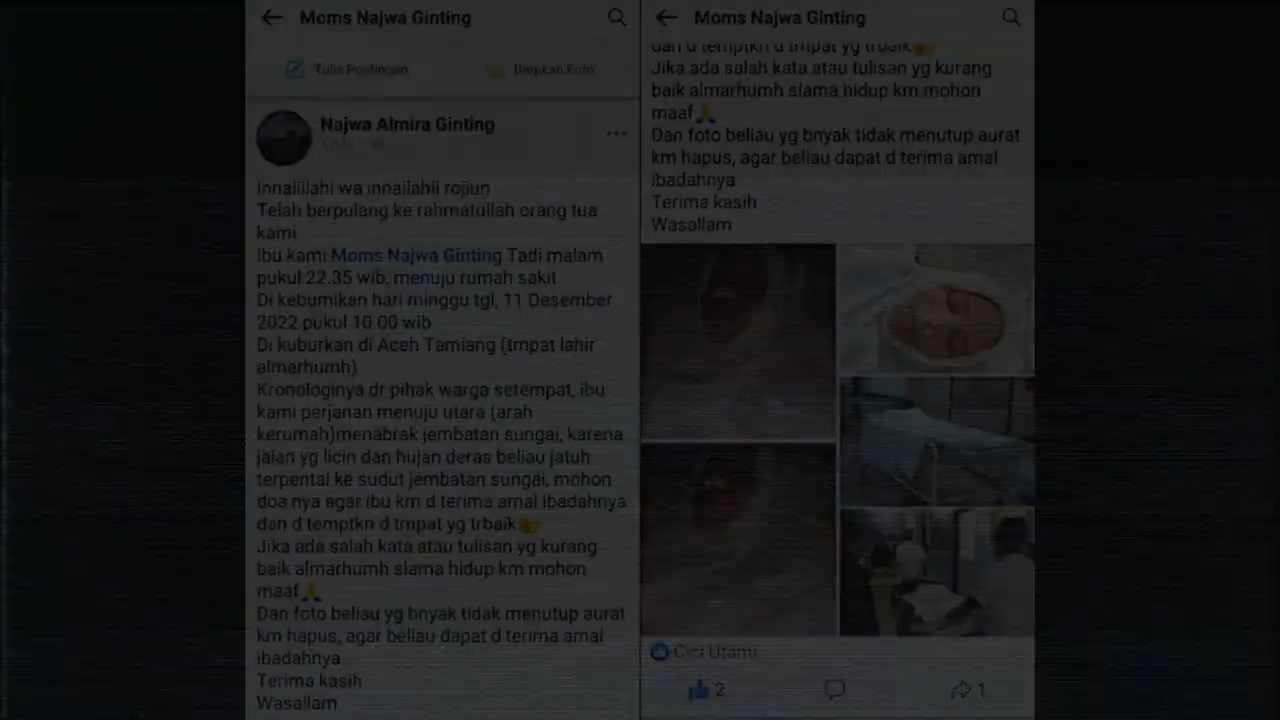 Moms Najwa Ginting
Tulis Postingan
Bagikan Foto
Najwa Almira Ginting
Innalillahi wa innailahii rojiun
Telah berpulang ke rahmatullah orang tua
kami
Ibu kami Moms Najwa Ginting Tadi malam
pukul 22.35 wib, menuju rumah sakit
Di kebumikan hari minggu tgl, 11 Desember
2022 pukul 10.00 wib
Di kuburkan di Aceh Tamiang (tmpat lahir
almarhumh)
Kronologinya dr pihak warga setempat, ibu
kami perjanan menuju utara (arah
kerumah)menabrak jembatan sungai, karena
jalan yg licin dan hujan deras beliau jatuh
terpental ke sudut jembatan sungai, mohon
doa nya agar ibu km d terima amal ibadahnya
dan d temptkn d tmpat yg trbaik
Jika ada salah kata atau tulisan yg kurang
baik almarhumh slama hidup km mohon
maaf🙏
Dan foto beliau yg bnyak tidak menutup aurat
km hapus, agar beliau dapat d terima amal
ibadahnya
Terima kasih
Wasallam
Moms Najwa Ginting
dan d temptkn d tmpat yg trbaik
Jika ada salah kata atau tulisan yg kurang
baik almarhumh slama hidup km mohon
maaf🙏
Dan foto beliau yg bnyak tidak menutup aurat
km hapus, agar beliau dapat d terima amal
ibadahnya
Terima kasih
Wasallam
Cici Utami
2
1